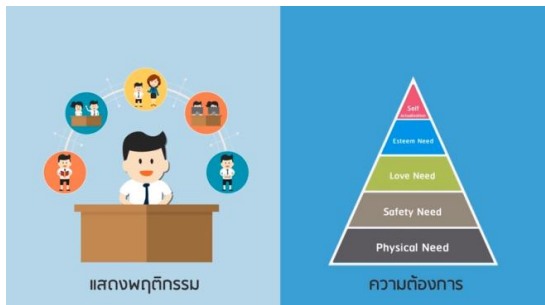 แสดงพฤติกรรม
Self
Actualization
Esteem Need
Love Need
Safety Need
Physical Need
ความต้องการ